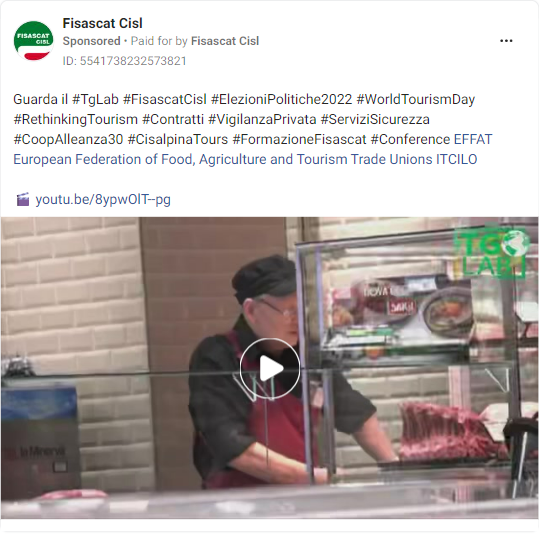 Fisascat Cisl
Sponsored • Paid for by Fisascat Cisl
ID: 5541738232573821
FISASCAT
CISL
Guarda il #TgLab #FisascatCisl #ElezioniPolitiche2022 #WorldTourismDay
#RethinkingTourism #Contratti #VigilanzaPrivata #ServiziSicurezza
#CoopAlleanza30 #CisalpinaTours #FormazioneFisascat #Conference EFFAT
European Federation of Food, Agriculture and Tourism Trade Unions ITCILO
youtu.be/8ypwOlT--pg
TG
LAB
la Minerva